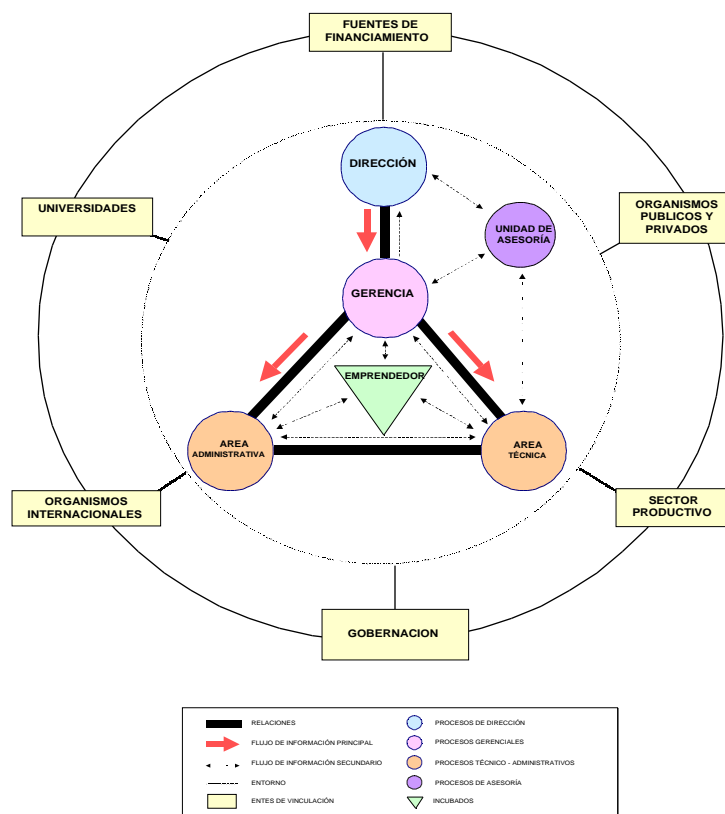 FUENTES DE
FINANCIAMIENTO
DIRECCIÓN
UNIVERSIDADES
ORGANISMOS
PUBLICOS Y
PRIVADOS
UNIDAD DE
ASESORÍA
GERENCIA
EMPRENDEDOR
AREA
ADMINISTRATIVA
AREA
TÉCNICA
ORGANISMOS
INTERNACIONALES
SECTOR
PRODUCTIVO
GOBERNACION
RELACIONES
FLUJO DE INFORMACIÓN PRINCIPAL
FLUJO DE INFORMACIÓN SECUNDARIO
ENTORNO
ENTES DE VINCULACIÓN
PROCESOS DE DIRECCIÓN
PROCESOS GERENCIALES
PROCESOS TÉCNICO - ADMINISTRATIVOS
PROCESOS DE ASESORÍA
INCUBADOS